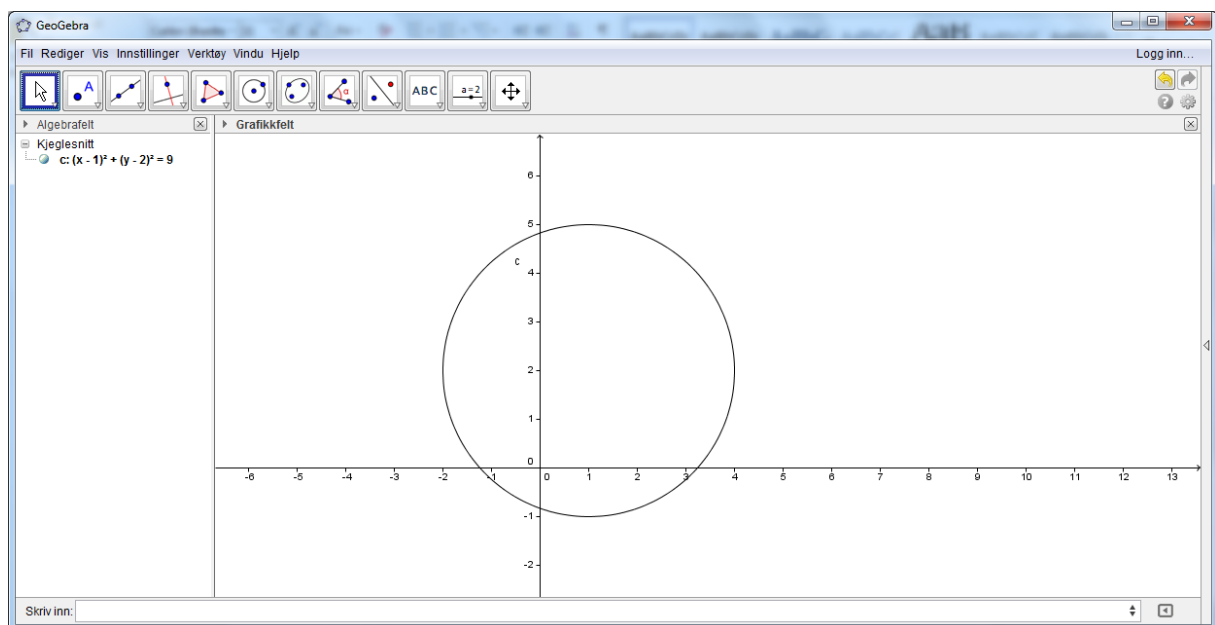 GeoGebra
Fil Rediger Vis Innstillinger Verktøy Vindu Hjelp
Logg inn...
A
α
ABC
a=2
Algebrafelt
Grafikkfelt
Kjeglesnitt
c: (x - 1)² + (y - 2)² = 9
6
5
c
4
3
2
1
0
-6 -5 -4 -3 -2 -1 0 1 2 3 4 5 6 7 8 9 10 11 12 13
-1
-2
Skriv inn: